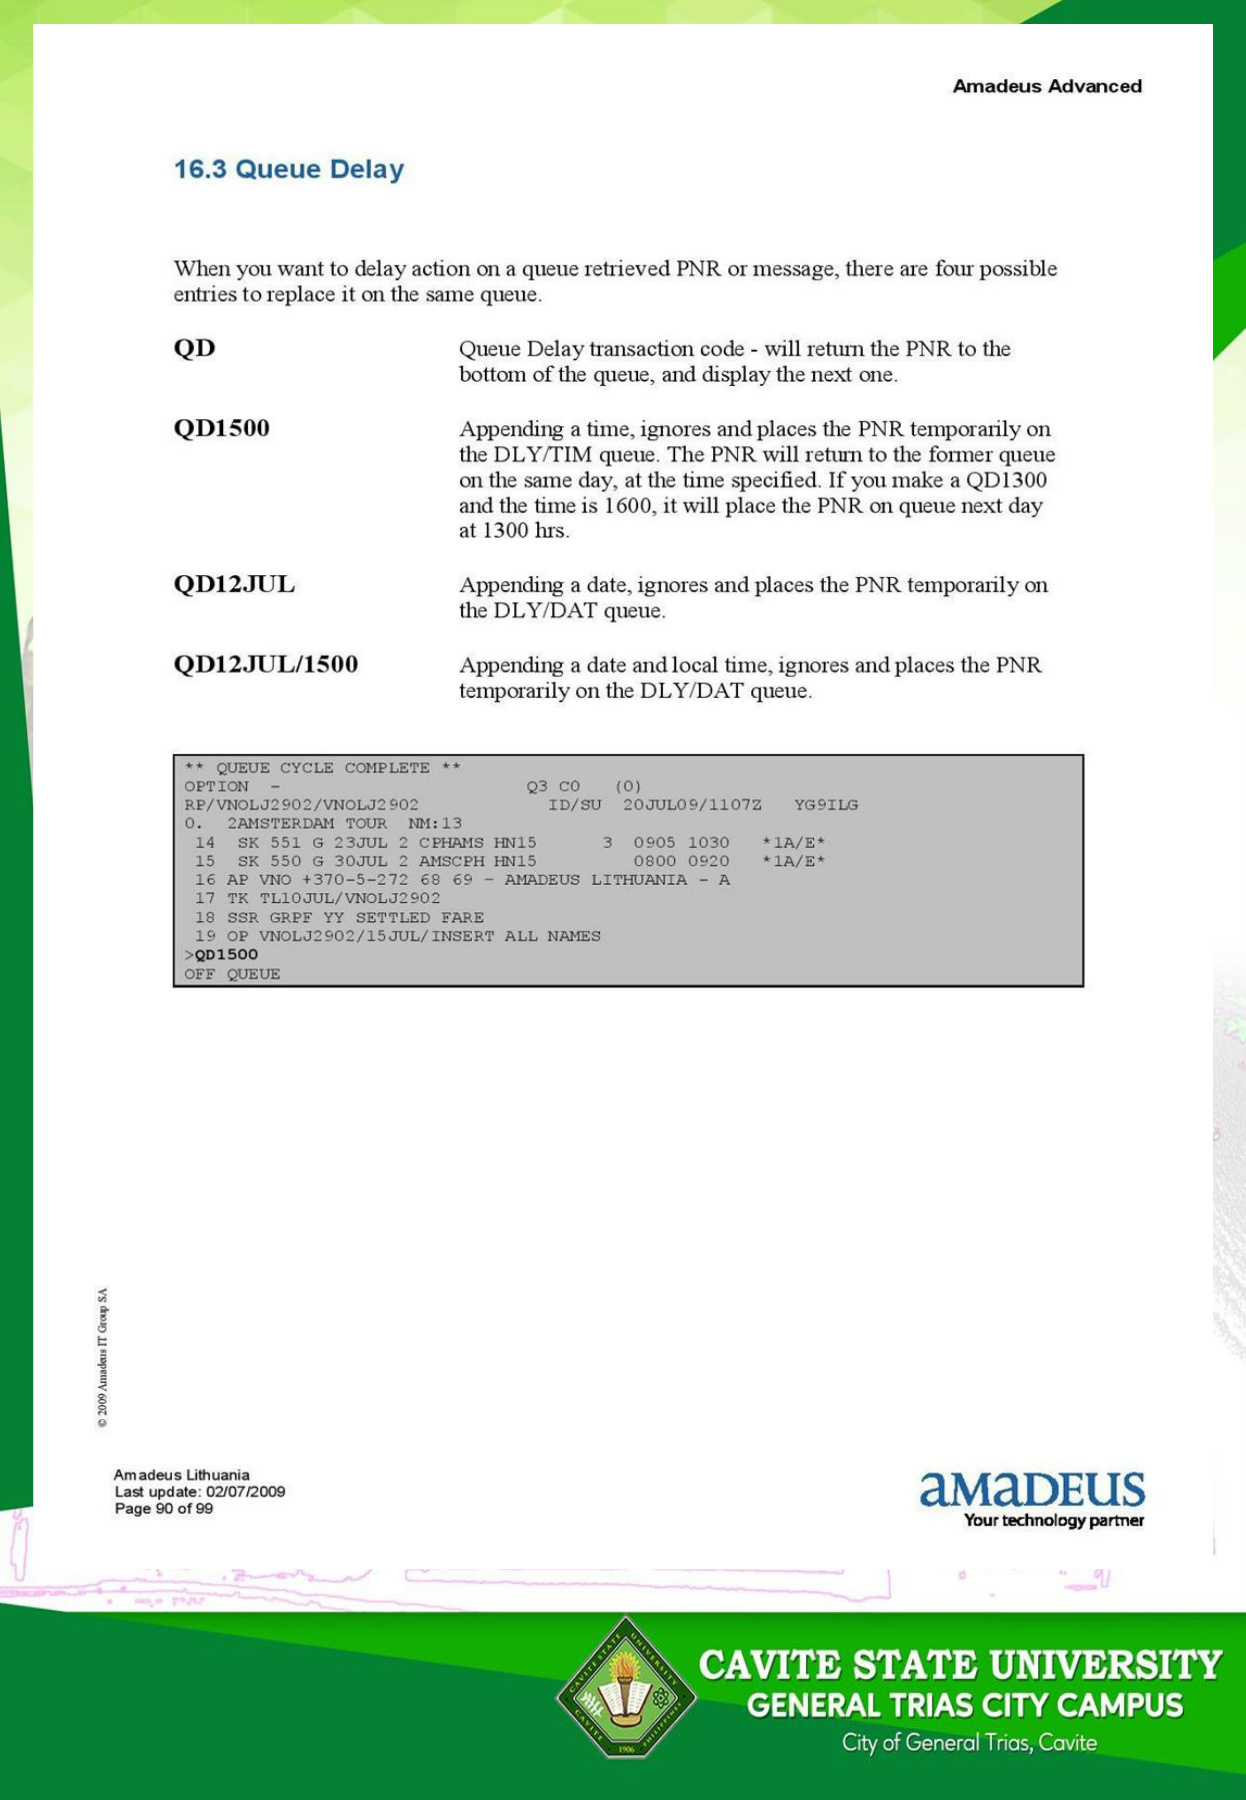 Amadeus Advanced
16.3 Queue Delay
When you want to delay action on a queue retrieved PNR or message, there are four possible
entries to replace it on the same queue.
QD Queue Delay transaction code - will return the PNR to the
bottom of the queue, and display the next one.
QD1500 Appending a time, ignores and places the PNR temporarily on
the DLY/TIM queue. The PNR will return to the former queue
on the same day, at the time specified. If you make a QD1300
and the time is 1600, it will place the PNR on queue next day
at 1300 hrs.
QD12JUL Appending a date, ignores and places the PNR temporarily on
the DLY/DAT queue.
QD12JUL/1500 Appending a date and local time, ignores and places the PNR
temporarily on the DLY/DAT queue.
** QUEUE CYCLE COMPLETE **
OPTION - Q3 C0 (0)
RP/VNOLJ2902/VNOLJ2902 ID/SU 20JUL09/1107Z YG9ILG
0. 2AMSTERDAM TOUR NM:13
14 SK 551 G 23JUL 2 CPHAMS HN15 3 0905 1030 *1A/E*
15 SK 550 G 30JUL 2 AMSCPH HN15 0800 0920 *1A/E*
16 AP VNO +370-5-272 68 69 - AMADEUS LITHUANIA - A
17 TK TL10JUL/VNOLJ2902
18 SSR GRPF YY SETTLED FARE
19 OP VNOLJ2902/15JUL/INSERT ALL NAMES
>QD1500
OFF QUEUE
© 2009 Amadeus IT Group SA
Amadeus Lithuania
Last update: 02/07/2009
Page 90 of 99
aMaDEUS
Your technology partner
CAVITE STATE UNIVERSITY
CAVITE PHILIPPINES
1906
CAVITE STATE UNIVERSITY
GENERAL TRIAS CITY CAMPUS
City of General Trias, Cavite